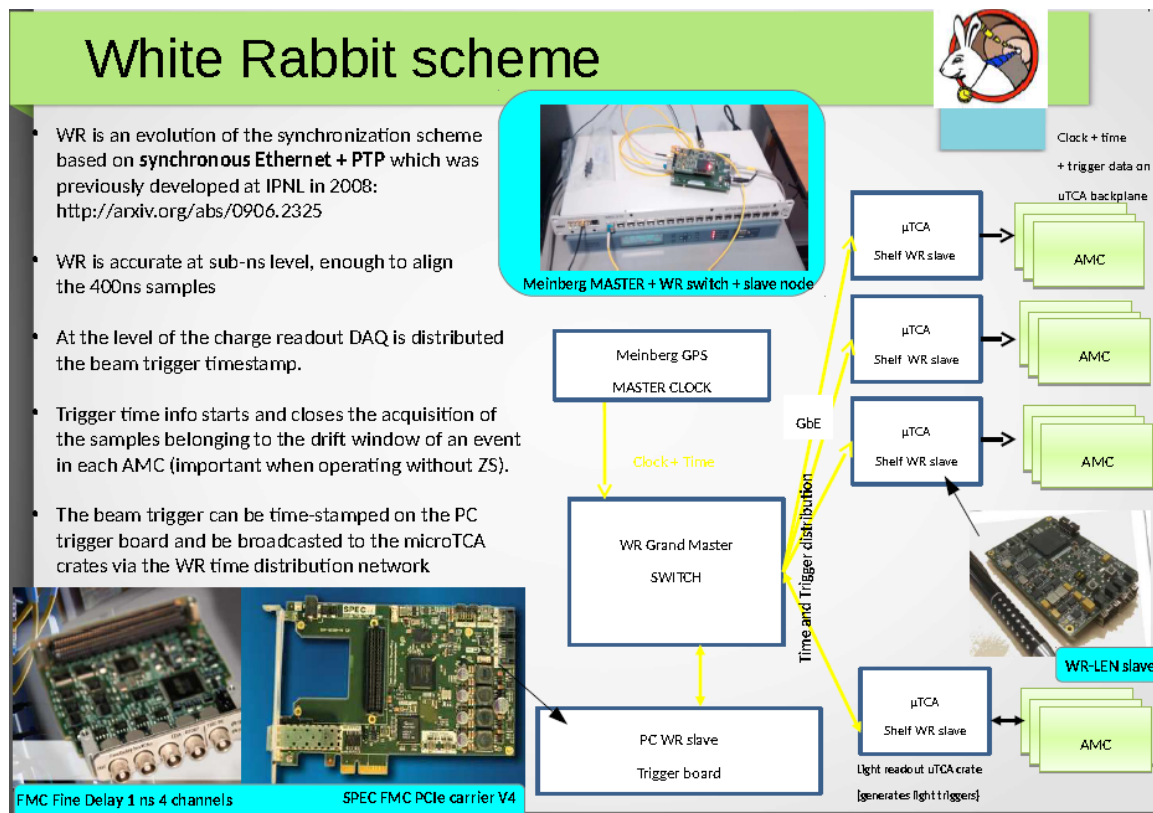 White Rabbit scheme
• WR is an evolution of the synchronization scheme
based on synchronous Ethernet + PTP which was
previously developed at IPNL in 2008:
http://arxiv.org/abs/0906.2325
• WR is accurate at sub-ns level, enough to align
the 400ns samples
• At the level of the charge readout DAQ is distributed
the beam trigger timestamp.
• Trigger time info starts and closes the acquisition of
the samples belonging to the drift window of an event
in each AMC (important when operating without ZS).
• The beam trigger can be time-stamped on the PC
trigger board and be broadcasted to the microTCA
crates via the WR time distribution network
FMC Fine Delay 1 ns 4 channels
SPEC
SPEC FMC PCIe carrier V4
Meinberg MASTER + WR switch + slave node
Meinberg GPS
MASTER CLOCK
Clock + Time
WR Grand Master
SWITCH
PC WR slave
Trigger board
GbE
Time and Trigger distribution
Clock + time
+ trigger data on
uTCA backplane
µTCA
Shelf WR slave
AMC
µTCA
Shelf WR slave
AMC
µTCA
Shelf WR slave
AMC
WR-LEN slave
µTCA
Shelf WR slave
AMC
Light readout uTCA crate
(generates light triggers)